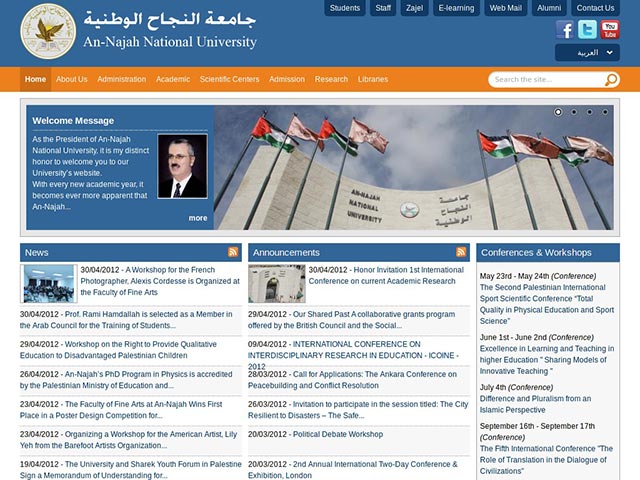 Students Staff Zajel E-learning Web Mail Alumni Contact Us
جامعة النجاح الوطنية
An-Najah National University
You Tube
العربية
Home About Us Administration Academic Scientific Centers Admission Research Libraries
Search the site...
Welcome Message
As the President of An-Najah
National University, it is my distinct
honor to welcome you to our
University's website.
With every new academic year, it
becomes ever more apparent that
An-Najah...
more
AN-NAJAH
NATIONAL
UNIVERSITY
جامعة
النجاح
الوطنية
News
30/04/2012 - A Workshop for the French
Photographer, Alexis Cordesse is Organized at
the Faculty of Fine Arts
30/04/2012 - Prof. Rami Hamdallah is selected as a Member in
the Arab Council for the Training of Students...
29/04/2012 - Workshop on the Right to Provide Qualitative
Education to Disadvantaged Palestinian Children
26/04/2012 - An-Najah's PhD Program in Physics is accredited
by the Palestinian Ministry of Education and...
23/04/2012 - The Faculty of Fine Arts at An-Najah Wins First
Place in a Poster Design Competition for...
23/04/2012 - Organizing a Workshop for the American Artist, Lily
Yeh from the Barefoot Artists Organization...
19/04/2012 - The University and Sharek Youth Forum in Palestine
Sign a Memorandum of Understanding for...
Announcements
30/04/2012 - Honor Invitation 1st International
Conference on current Academic Research
29/04/2012 - Our Shared Past A collaborative grants program
offered by the British Council and the Social...
09/04/2012 - INTERNATIONAL CONFERENCE ON
INTERDISCIPLINARY RESEARCH IN EDUCATION - ICOINE -
2012
28/03/2012 - Call for Applications: The Ankara Conference on
Peacebuilding and Conflict Resolution
26/03/2012 - Invitation to participate in the session titled: The City
Resilient to Disasters – The Safe...
20/03/2012 - Political Debate Workshop
20/03/2012 - 2nd Annual International Two-Day Conference &
Exhibition, London
Conferences & Workshops
May 23rd - May 24th (Conference)
The Second Palestinian International
Sport Scientific Conference “Total
Quality in Physical Education and Sport
Science”
June 1st - June 2nd (Conference)
Excellence in Learning and Teaching in
higher Education " Sharing Models of
Innovative Teaching "
July 4th (Conference)
Difference and Pluralism from an
Islamic Perspective
September 16th - September 17th
(Conference)
The Fifth International Conference "The
Role of Translation in the Dialogue of
Civilizations"